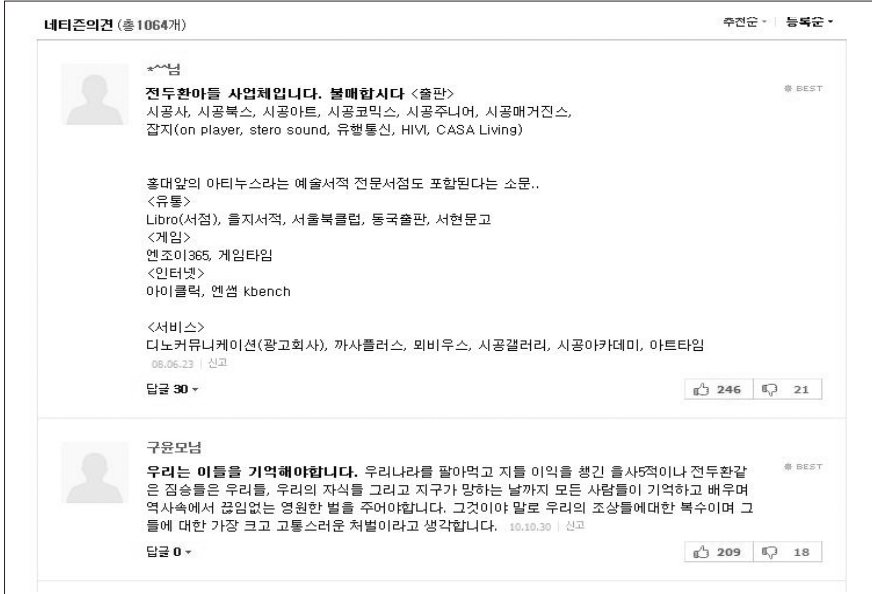 네티즌의견 (총1064개)
추천순 등록순
*^^님
전두환아들 사업체입니다. 불매합시다 <출판>
BEST
시공사, 시공북스, 시공아트, 시공코믹스, 시공주니어, 시공매거진스,
잡지(on player, stero sound, 유행통신, HIVI, CASA Living)
홍대앞의 아티누스라는 예술서적 전문서점도 포함된다는 소문..
<유통>
Libro(서점), 을지서적, 서울북클럽, 동국출판, 서현문고
<게임>
엔조이365, 게임타임
<인터넷>
아이클릭, 엔썸 kbench
<서비스>
디노커뮤니케이션(광고회사), 까사플러스, 뫼비우스, 시공갤러리, 시공아카데미, 아트타임
08.06.23 | 신고
답글 30
246 21
구윤모님
우리는 이들을 기억해야합니다. 우리나라를 팔아먹고 지들 이익을 챙긴 을사5적이나 전두환같
BEST
은 짐승들은 우리들, 우리의 자식들 그리고 지구가 망하는 날까지 모든 사람들이 기억하고 배우며
역사속에서 끊임없는 영원한 벌을 주어야합니다. 그것이야 말로 우리의 조상들에대한 복수이며 그
들에 대한 가장 크고 고통스러운 처벌이라고 생각합니다. 10.10.30 | 신고
답글 0
209 18